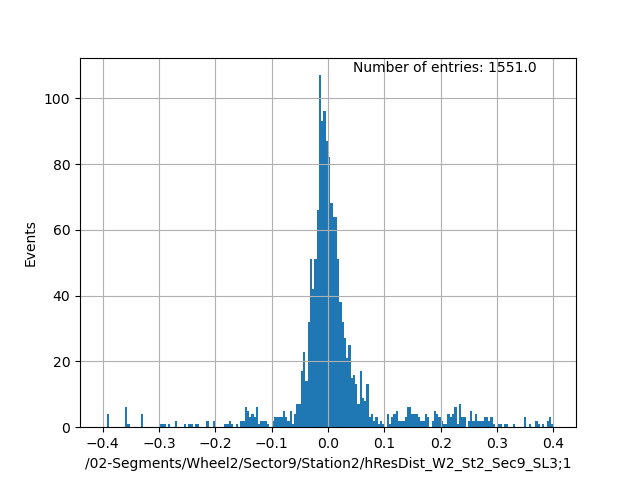 Number of entries: 1551.0
100
80
60
40
20
0
Events
−0.4 −0.3 −0.2 −0.1 0.0 0.1 0.2 0.3 0.4
/02-Segments/Wheel2/Sector9/Station2/hResDist_W2_St2_Sec9_SL3;1